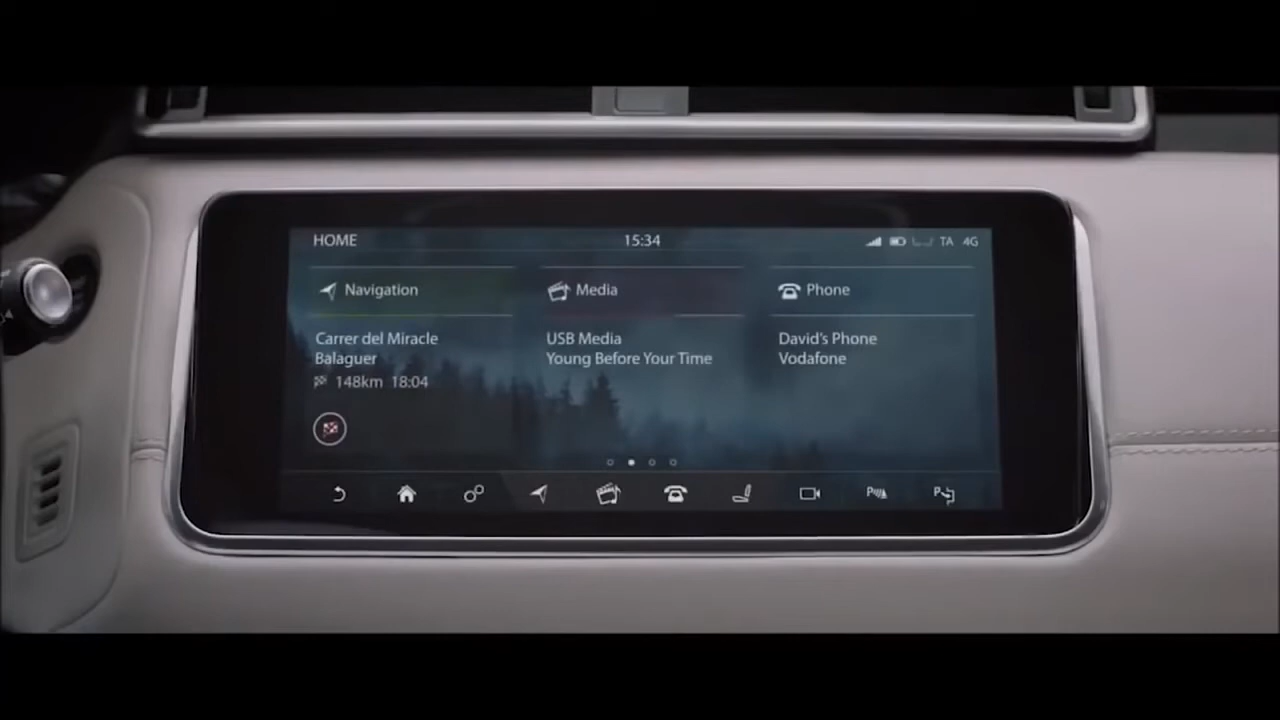 HOME 15:34 TA 4G
Navigation Media Phone
Carrer del Miracle USB Media David's Phone
Balaguer Young Before Your Time Vodafone
148km 18:04
P P